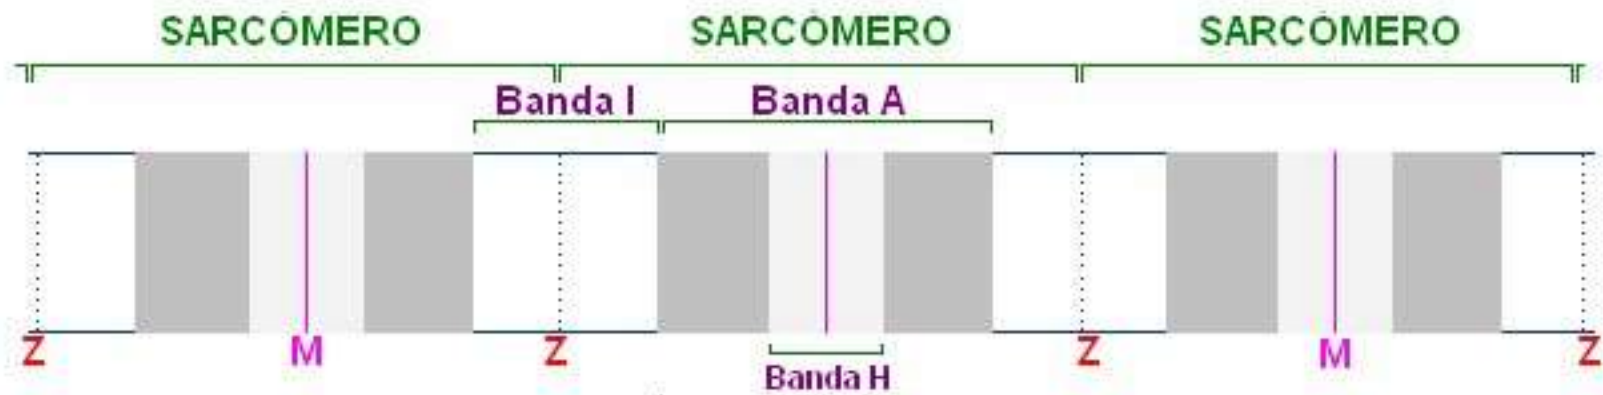 SARCÓMERO SARCÓMERO SARCÓMERO
Banda I Banda A
Z M Z Z M Z
Banda H